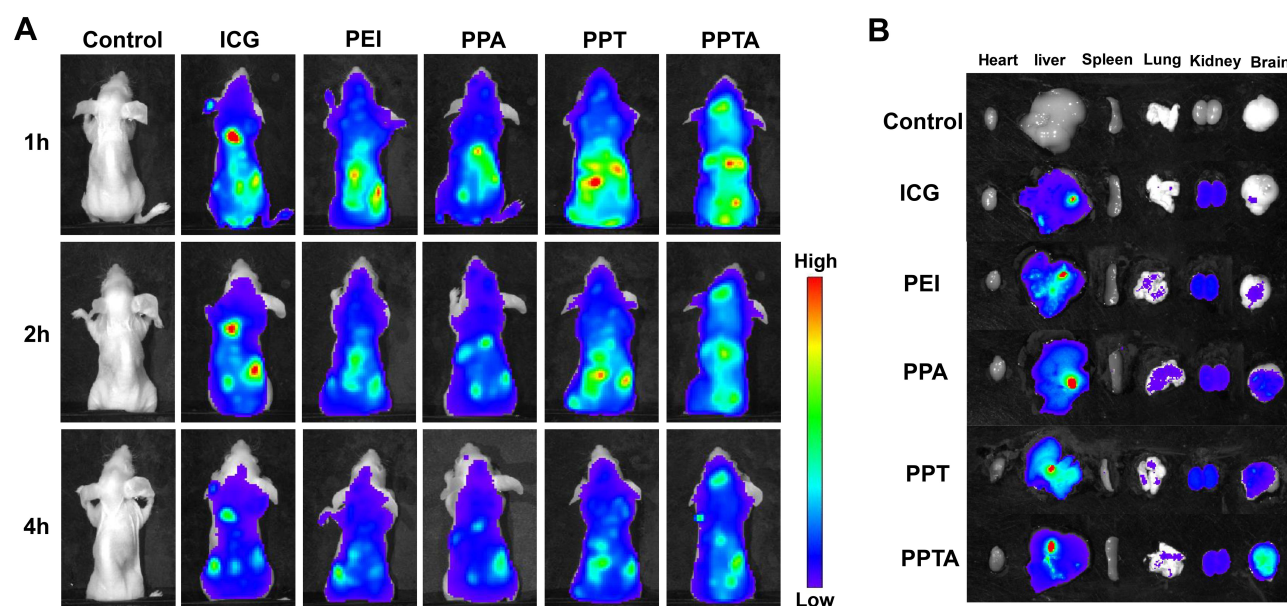 A
Control ICG PEI PPA PPT PPTA
1h
2h
4h
High
Low
B
Heart liver Spleen Lung Kidney Brain
Control
ICG
PEI
PPA
PPT
PPTA